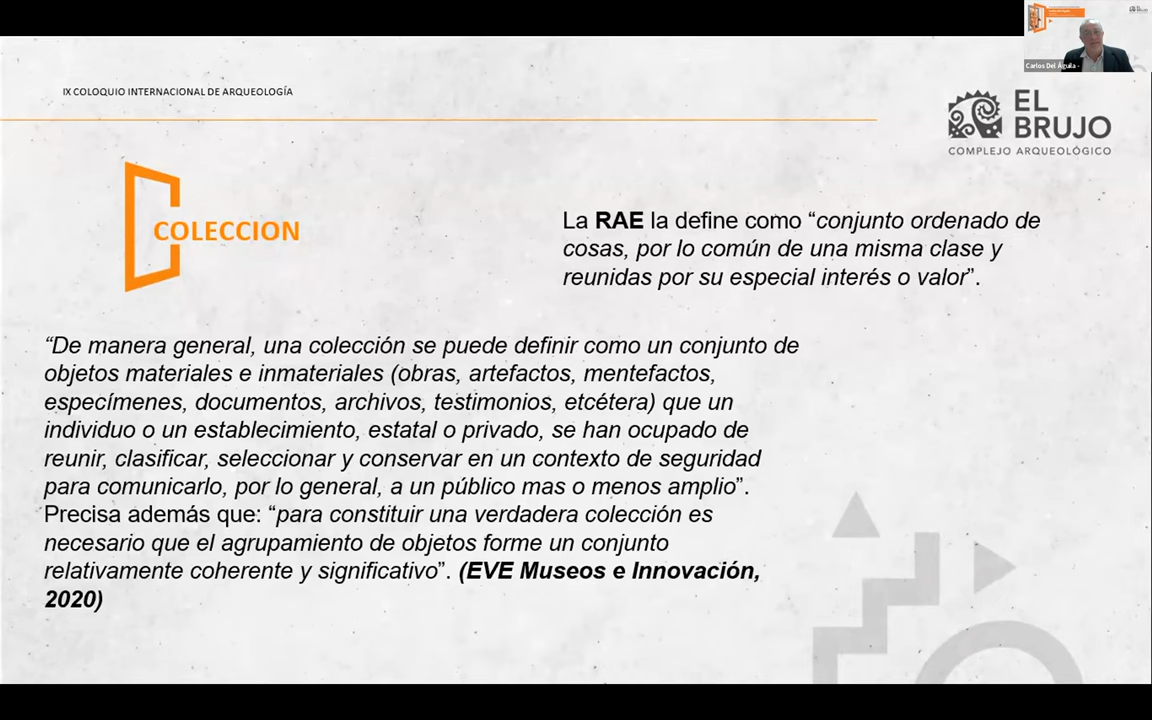 Carlos Del Águila -
IX COLOQUIO INTERNACIONAL DE ARQUEOLOGÍA
EL
BRUJO
COMPLEJO ARQUEOLÓGICO
COLECCION
La RAE la define como “conjunto ordenado de
cosas, por lo común de una misma clase y
reunidas por su especial interés o valor”.
“De manera general, una colección se puede definir como un conjunto de
objetos materiales e inmateriales (obras, artefactos, mentefactos,
especímenes, documentos, archivos, testimonios, etcétera) que un
individuo o un establecimiento, estatal o privado, se han ocupado de
reunir, clasificar, seleccionar y conservar en un contexto de seguridad
para comunicarlo, por lo general, a un público mas o menos amplio”.
Precisa además que: “para constituir una verdadera colección es
necesario que el agrupamiento de objetos forme un conjunto
relativamente coherente y significativo”. (EVE Museos e Innovación,
2020)